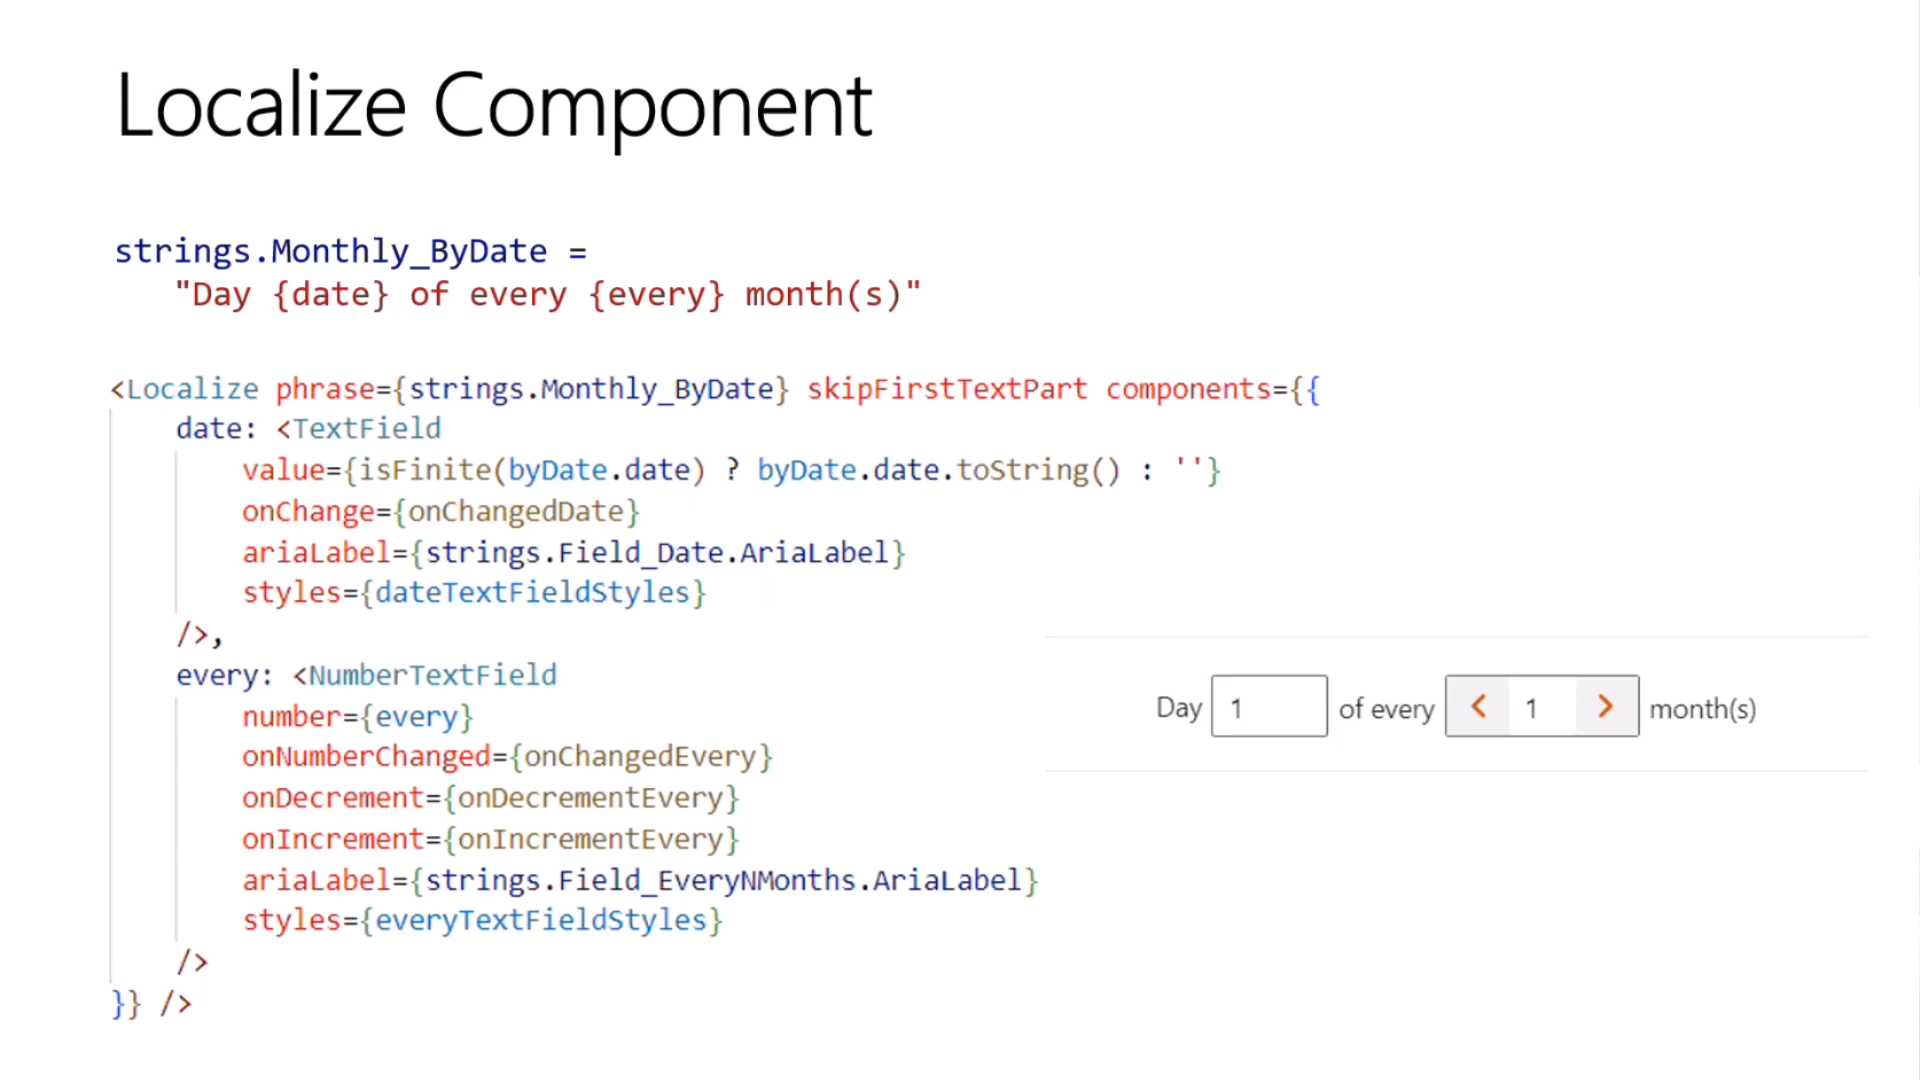 Localize Component
strings.Monthly_ByDate =
"Day {date} of every {every} month(s)"
<Localize phrase={strings.Monthly_ByDate} skipFirstTextPart components={{
date: <TextField
value={isFinite(byDate.date) ? byDate.date.toString() : ''}
onChange={onChangedDate}
ariaLabel={strings.Field_Date.AriaLabel}
styles={dateTextFieldStyles}
/>,
every: <NumberTextField
number={every}
onNumberChanged={onChangedEvery}
onDecrement={onDecrementEvery}
onIncrement={onIncrementEvery}
ariaLabel={strings.Field_EveryNMonths.AriaLabel}
styles={everyTextFieldStyles}
/>
}} />
Day 1 of every < 1 > month(s)